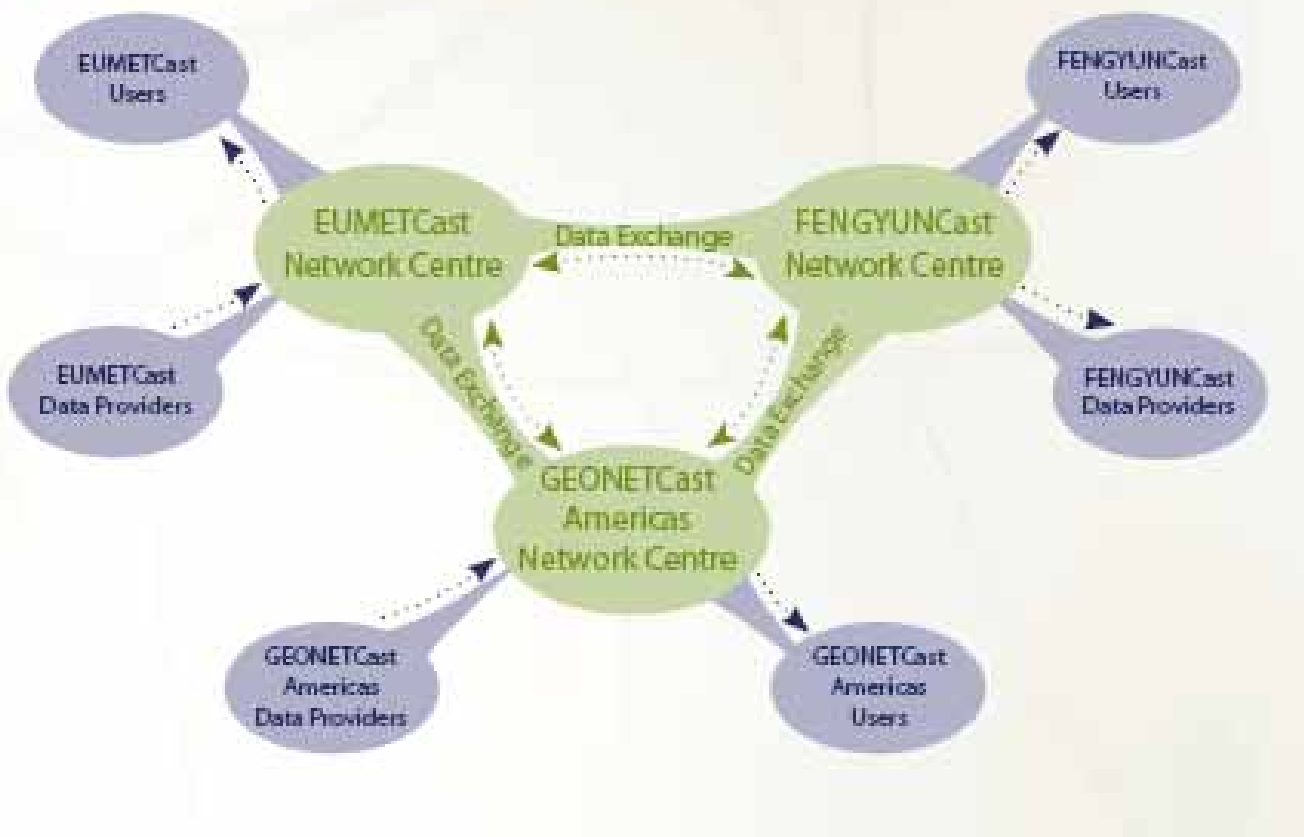 EUMETCast
Users
FENGYUNCast
Users
EUMETCast
Network Centre
Data Exchange
FENGYUNCast
Network Centre
EUMETCast
Data Providers
Data Exchange
Data Exchange
FENGYUNCast
Data Providers
GEONETCast
Americas
Network Centre
GEONETCast
Americas
Data Providers
GEONETCast
Americas
Users